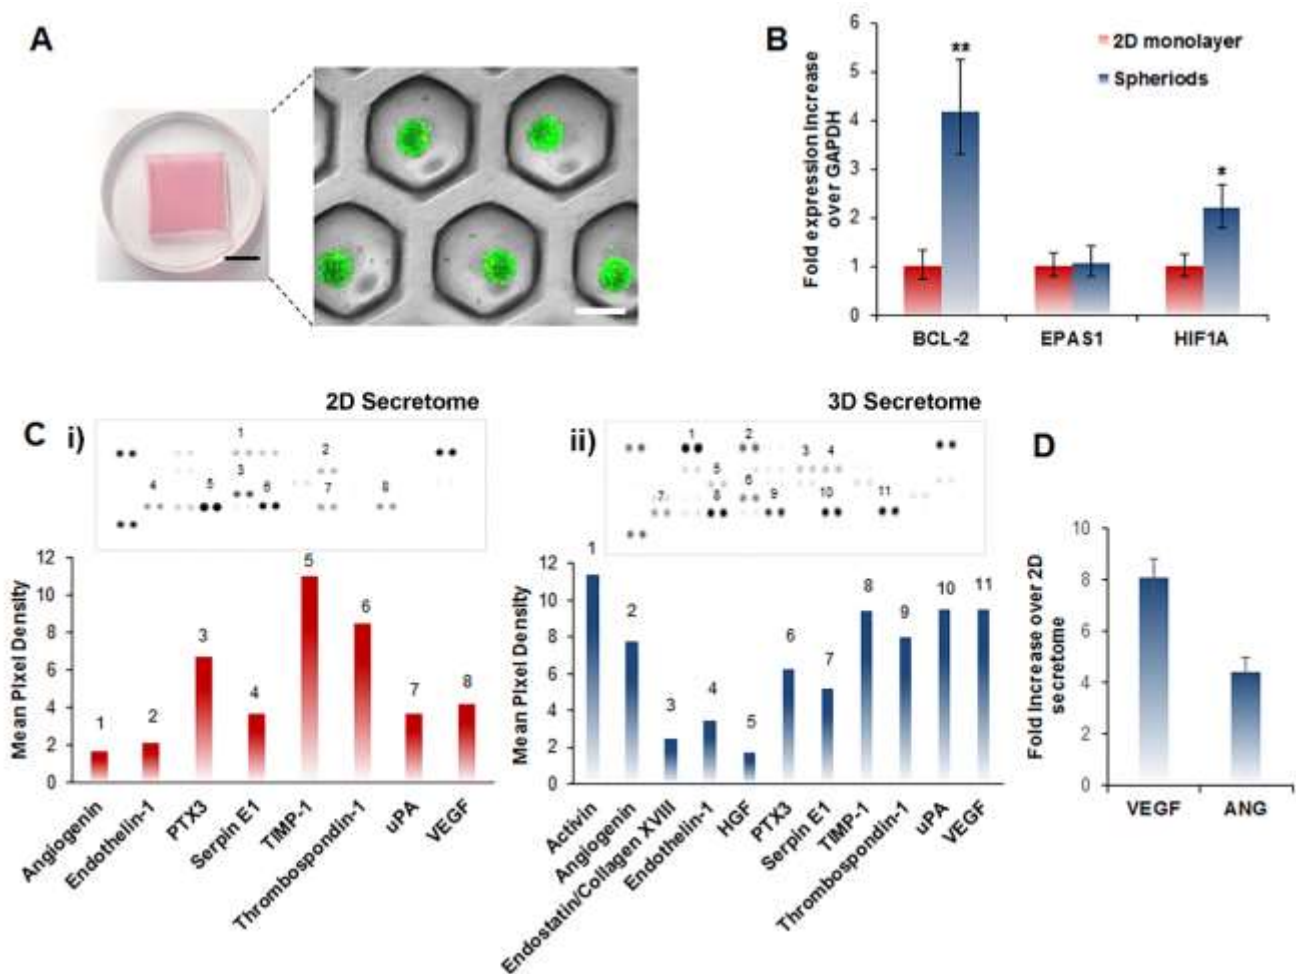 A
B
Fold expression increase
over GAPDH
6
5
4
3
2
1
0
2D monolayer
Spheriods
**
*
BCL-2
EPAS1
HIF1A
C
i)
2D Secretome
1
2
3
4
5
6
7
8
Mean Pixel Density
12
10
8
6
4
2
0
1
2
3
4
5
6
7
8
Angiogenin
Endothelin-1
PTX3
Serpin E1
TIMP-1
Thrombospondin-1
uPA
VEGF
ii)
3D Secretome
1
2
3
4
5
6
7
8
9
10
11
Mean Pixel Density
12
10
8
6
4
2
0
1
2
3
4
5
6
7
8
9
10
11
Activin
Angiogenin
Endostatin/Collagen XVIII
Endothelin-1
HGF
PTX3
Serpin E1
TIMP-1
Thrombospondin-1
uPA
VEGF
D
Fold Increase over 2D
secretome
10
8
6
4
2
0
VEGF
ANG